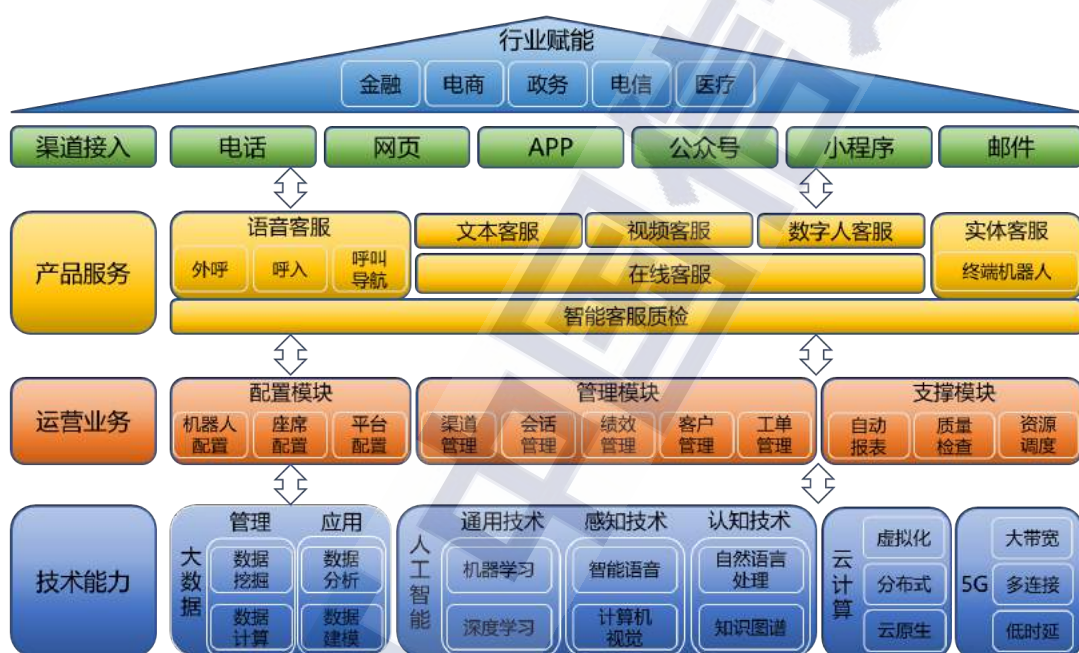 行业赋能
金融 电商 政务 电信 医疗
渠道接入 电话 网页 APP 公众号 小程序 邮件
产品服务
语音客服
外呼 呼入 呼叫
导航
文本客服 视频客服 数字人客服
在线客服
实体客服
终端机器人
智能客服质检
运营业务
配置模块
机器人
配置
座席
配置
平台
配置
管理模块
渠道
管理
会话
管理
绩效
管理
客户
管理
工单
管理
支撑模块
自动
报表
质量
检查
资源
调度
技术能力
大数据
管理 应用
数据
挖掘
数据
分析
数据
计算
数据
建模
人工智能
通用技术 感知技术 认知技术
机器学习 智能语音 自然语言
处理
深度学习 计算机
视觉
知识图谱
云计算
虚拟化
分布式
云原生
5G
大带宽
多连接
低时延